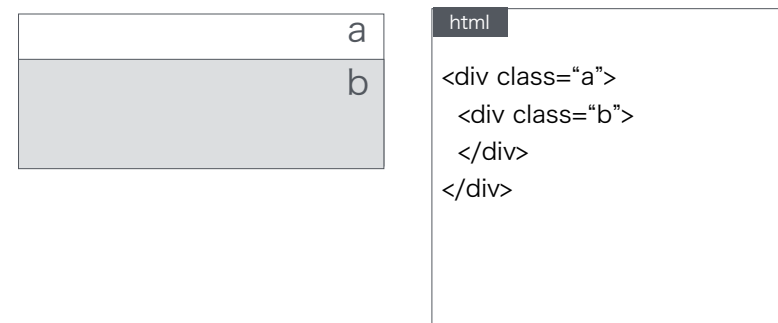 a
b
html
<div class=“a”>
<div class=“b”>
</div>
</div>